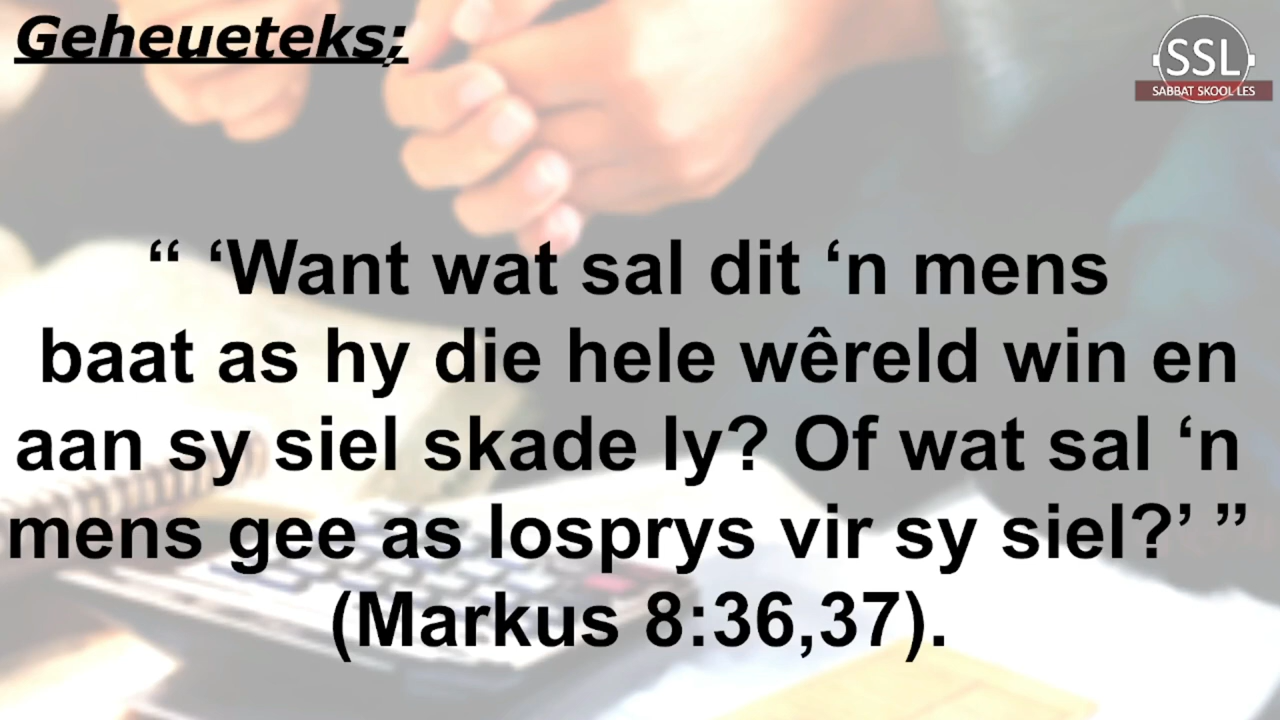 Geheueteks;
SSL
SABBAT SKOOL LES
“ ‘Want wat sal dit ‘n mens
baat as hy die hele wêreld win en
aan sy siel skade ly? Of wat sal ‘n
mens gee as losprys vir sy siel?’ ”
(Markus 8:36,37).